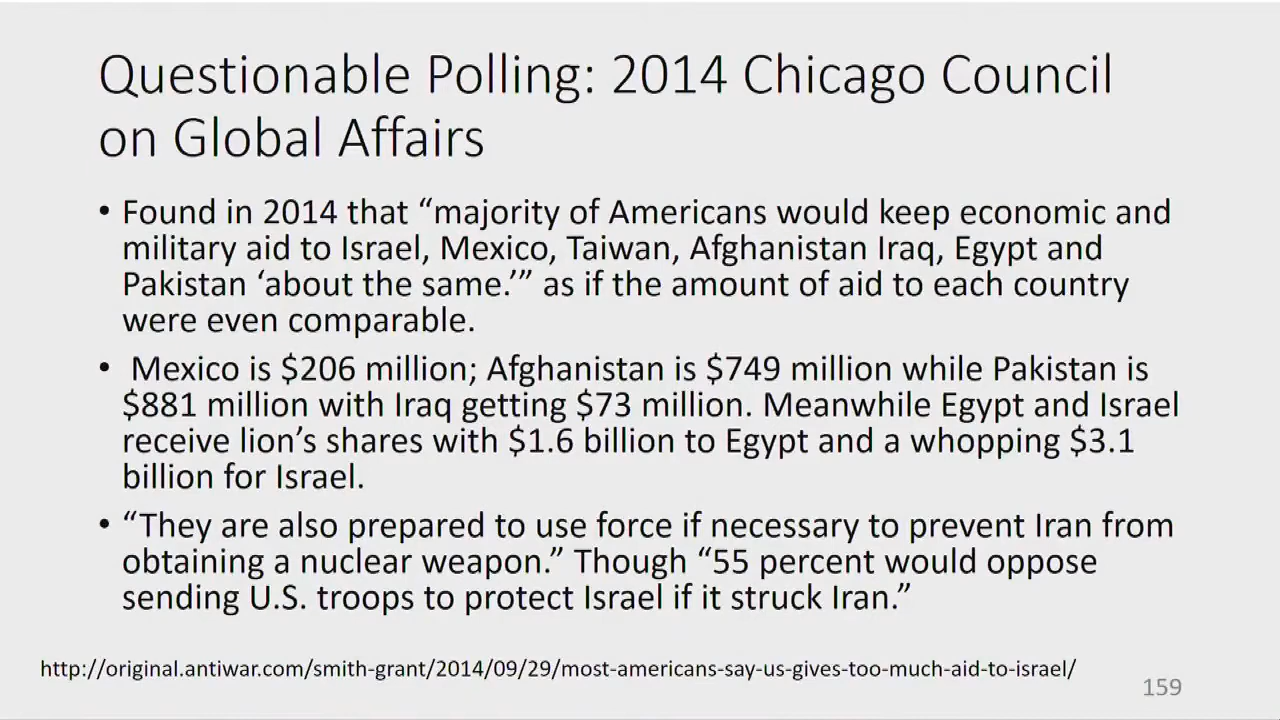 Questionable Polling: 2014 Chicago Council
on Global Affairs
• Found in 2014 that “majority of Americans would keep economic and
military aid to Israel, Mexico, Taiwan, Afghanistan Iraq, Egypt and
Pakistan ‘about the same.’” as if the amount of aid to each country
were even comparable.
• Mexico is $206 million; Afghanistan is $749 million while Pakistan is
$881 million with Iraq getting $73 million. Meanwhile Egypt and Israel
receive lion’s shares with $1.6 billion to Egypt and a whopping $3.1
billion for Israel.
• “They are also prepared to use force if necessary to prevent Iran from
obtaining a nuclear weapon.” Though “55 percent would oppose
sending U.S. troops to protect Israel if it struck Iran.”
http://original.antiwar.com/smith-grant/2014/09/29/most-americans-say-us-gives-too-much-aid-to-israel/
159